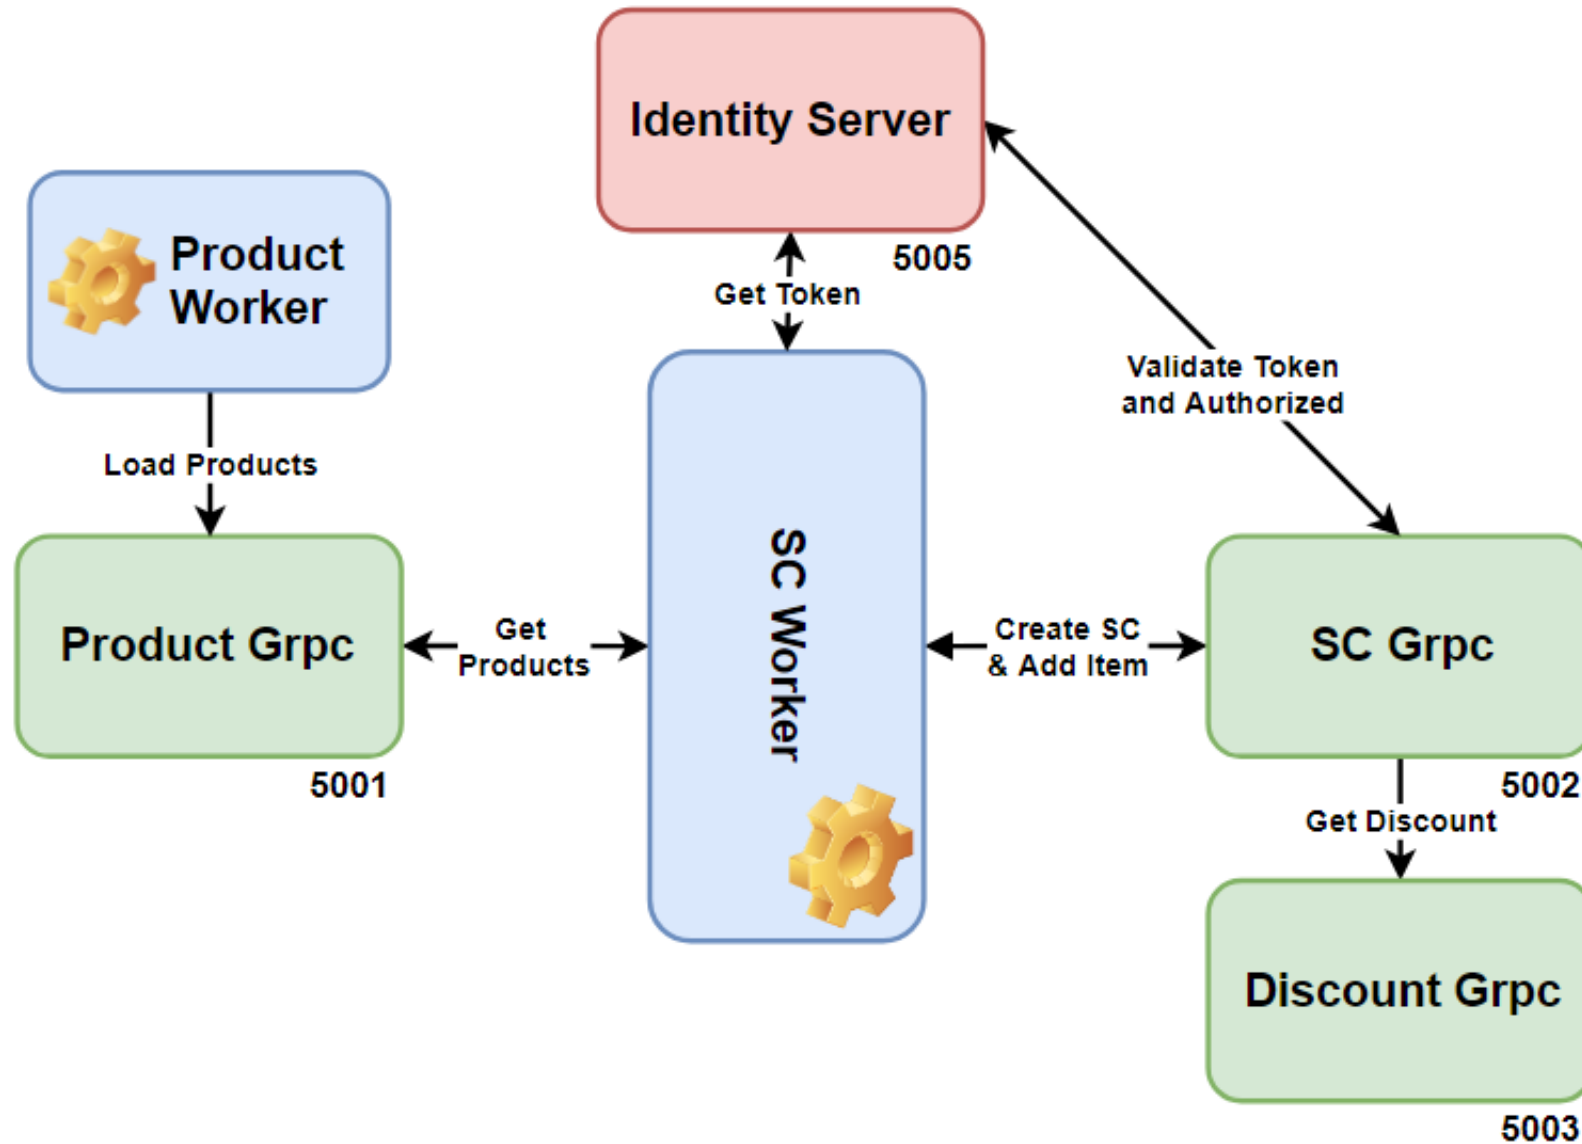 Identity Server
5005
Product
Worker
Get Token
Validate Token
and Authorized
Load Products
Product Grpc
5001
Get
Products
SC Worker
Create SC
& Add Item
SC Grpc
5002
Get Discount
Discount Grpc
5003